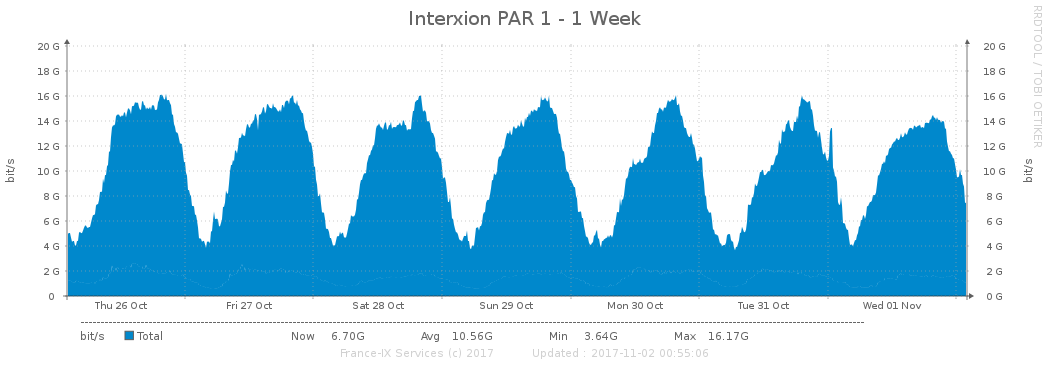 Interxion PAR 1 - 1 Week
RRDTOOL / TOBI OETIKER
bit/s
20 G
18 G
16 G
14 G
12 G
10 G
8 G
6 G
4 G
2 G
0
20 G
18 G
16 G
14 G
12 G
10 G
8 G
6 G
4 G
2 G
0 G
bit/s
Thu 26 Oct Fri 27 Oct Sat 28 Oct Sun 29 Oct Mon 30 Oct Tue 31 Oct Wed 01 Nov
bit/s Total Now 6.70G Avg 10.56G Min 3.64G Max 16.17G
France-IX Services (c) 2017 Updated : 2017-11-02 00:55:06